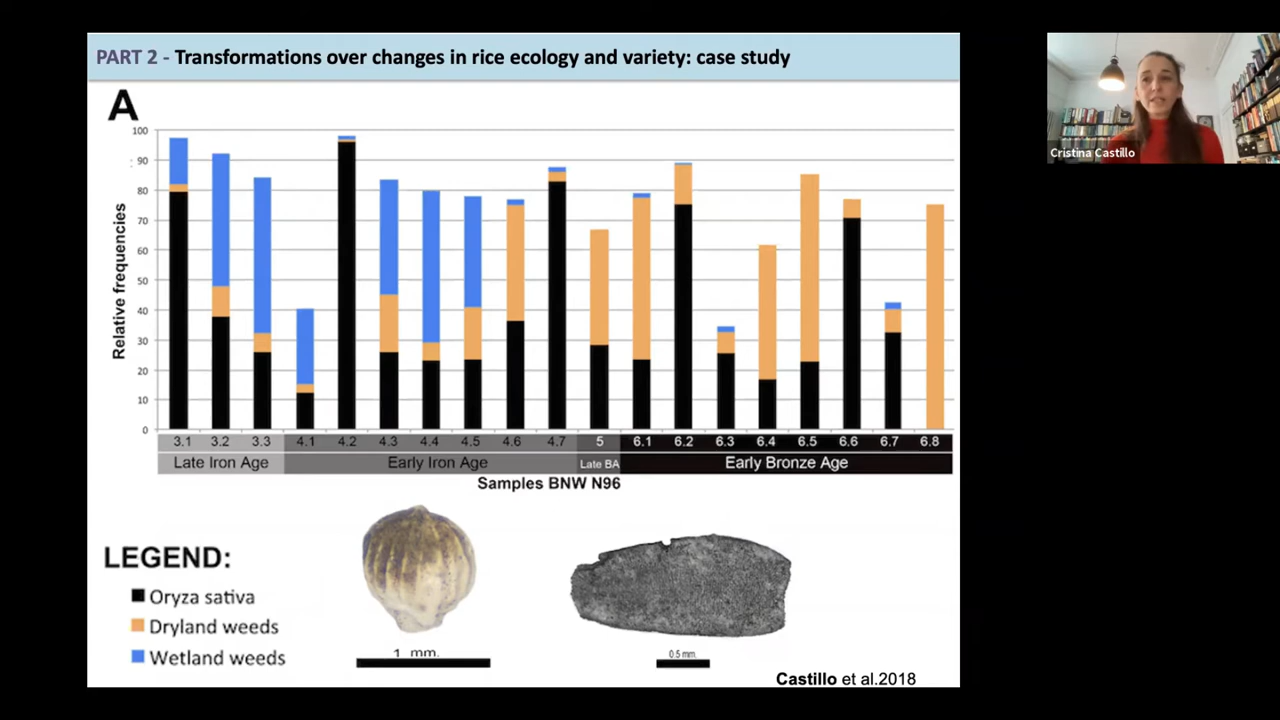 PART 2 - Transformations over changes in rice ecology and variety: case study
A
100
90
80
70
60
50
40
30
20
10
0
Relative frequencies
3.1 3.2 3.3 4.1 4.2 4.3 4.4 4.5 4.6 4.7 5 6.1 6.2 6.3 6.4 6.5 6.6 6.7 6.8
Late Iron Age Early Iron Age Late BA Early Bronze Age
Samples BNW N96
LEGEND:
Oryza sativa
Dryland weeds
Wetland weeds
1 mm.
0.5 mm.
Castillo et al.2018
Cristina Castillo